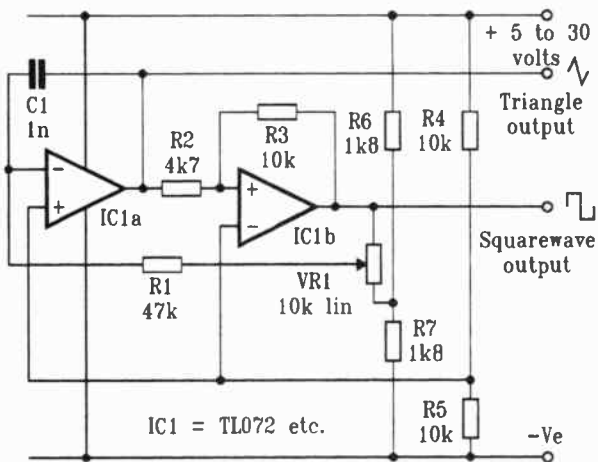 + 5 to 30
volts
Triangle
output
C1
1n
R2
4k7
R3
10k
R6
1k8
R4
10k
-
+
IC1a
+
-
IC1b
Squarewave
output
R1
47k
VR1
10k lin
R7
1k8
IC1 = TL072 etc.
R5
10k
-Ve